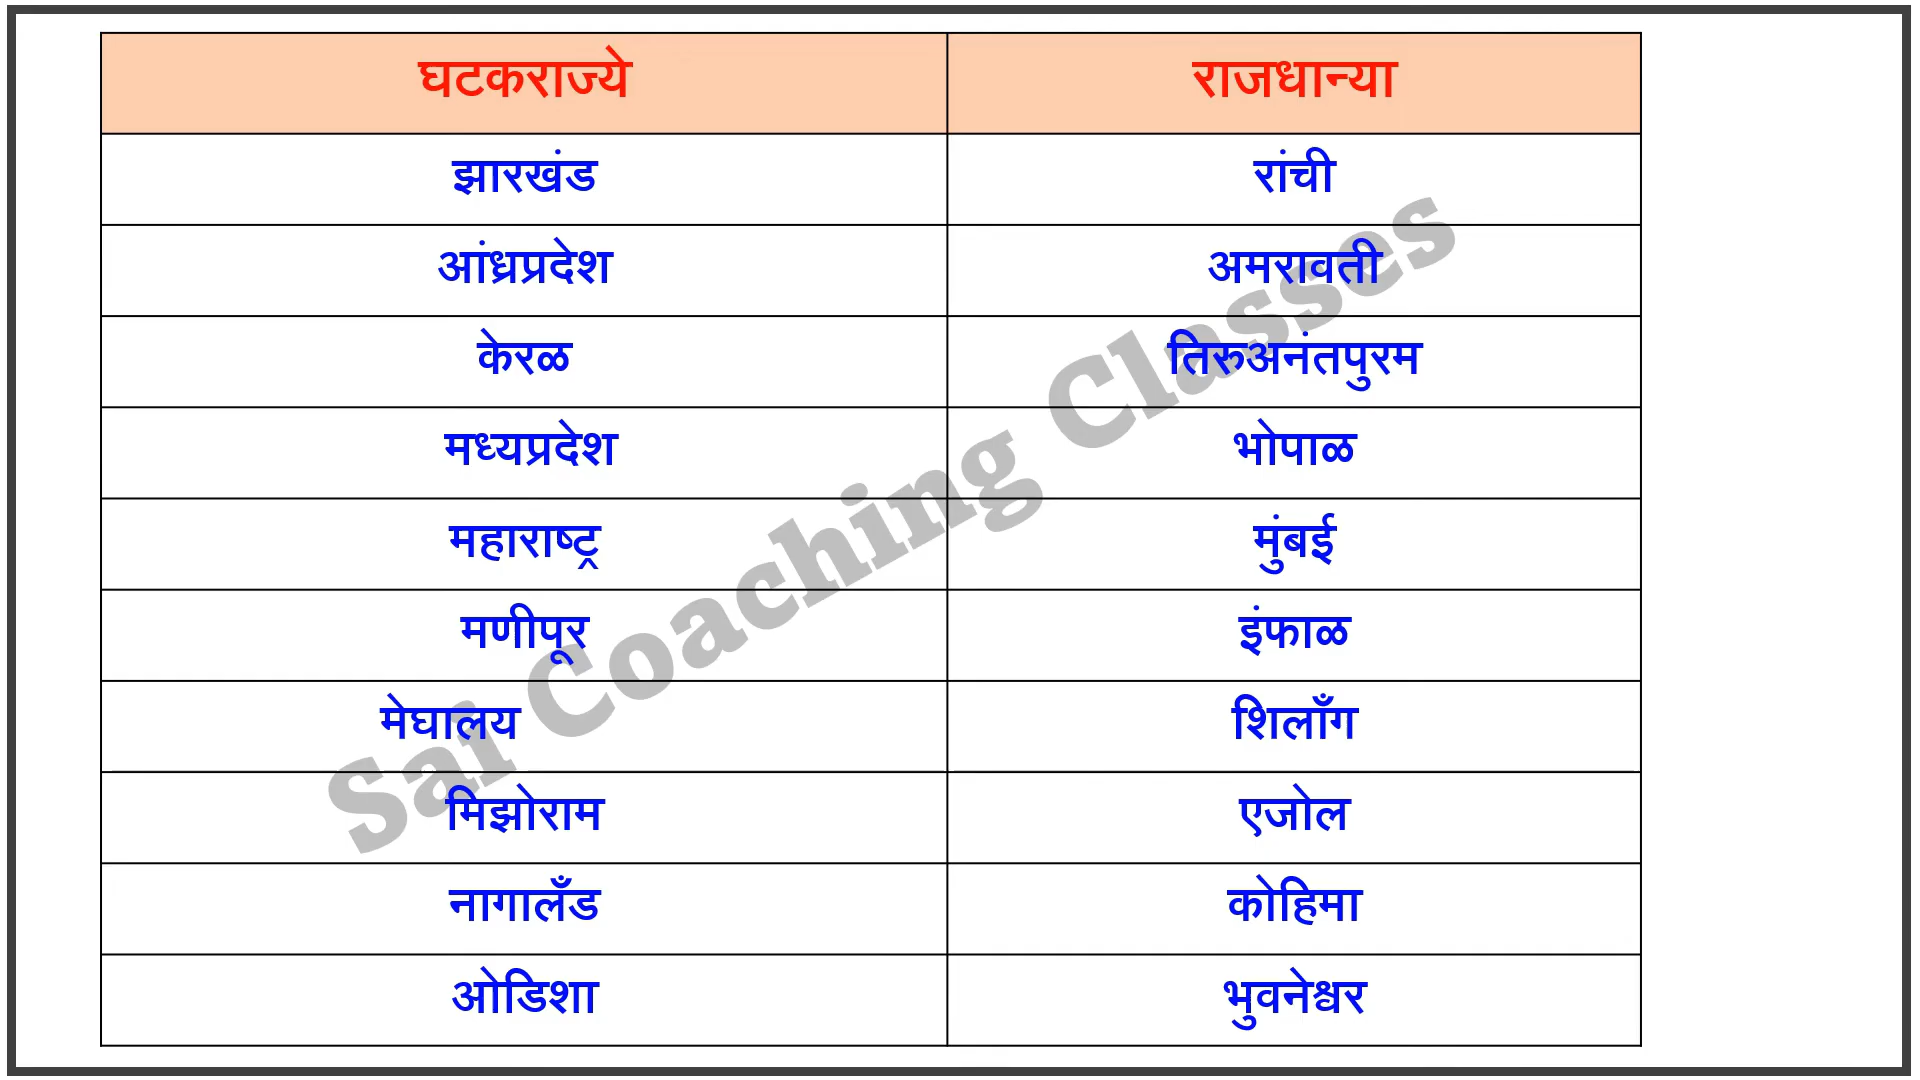 घटकराज्ये राजधान्या
झारखंड रांची
आंध्रप्रदेश अमरावती
केरळ तिरुअनंतपुरम
मध्यप्रदेश भोपाळ
महाराष्ट्र मुंबई
मणीपूर इंफाळ
मेघालय शिलाँग
मिझोराम एजोल
नागालँड कोहिमा
ओडिशा भुवनेश्वर
Sai Coaching Classes